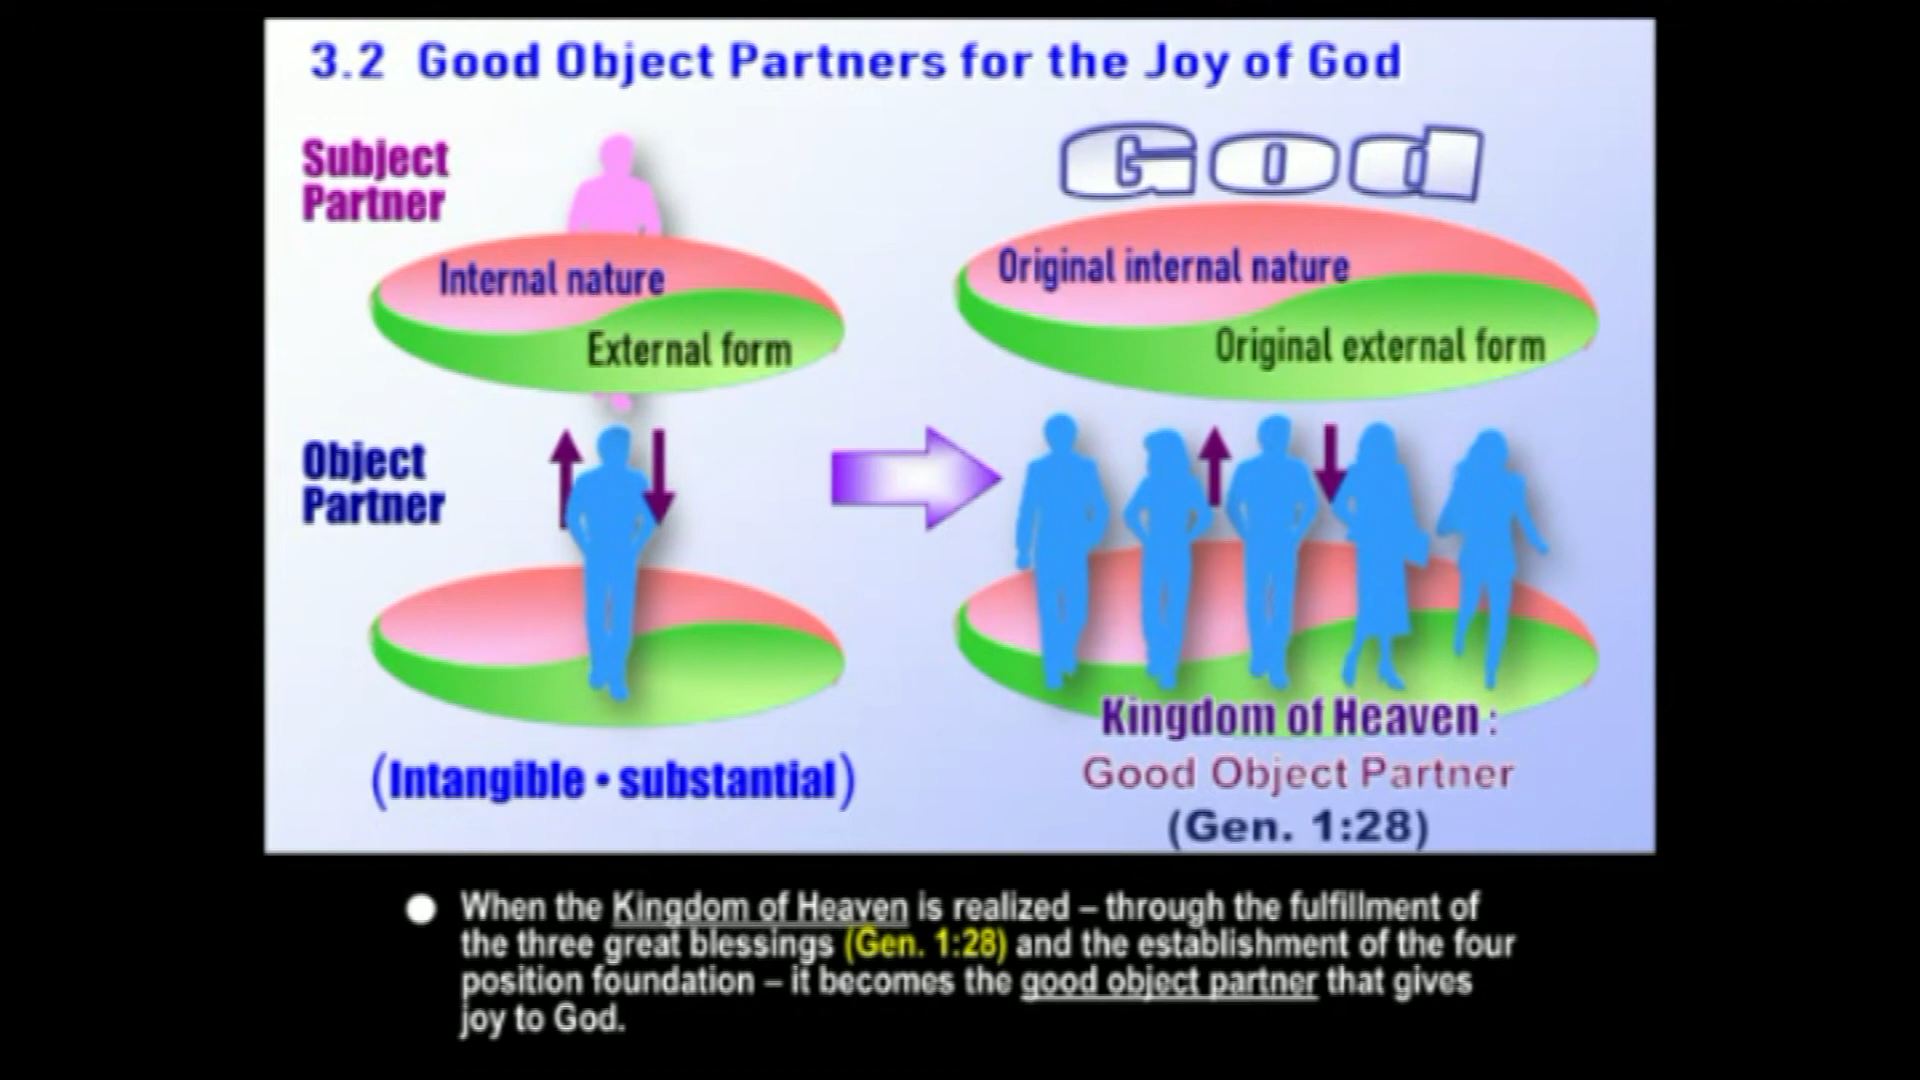 3.2 Good Object Partners for the Joy of God
Subject
Partner
Internal nature
External form
Object
Partner
(Intangible • substantial)
God
Original internal nature
Original external form
Kingdom of Heaven :
Good Object Partner
(Gen. 1:28)
● When the Kingdom of Heaven is realized – through the fulfillment of
the three great blessings (Gen. 1:28) and the establishment of the four
position foundation – it becomes the good object partner that gives
joy to God.